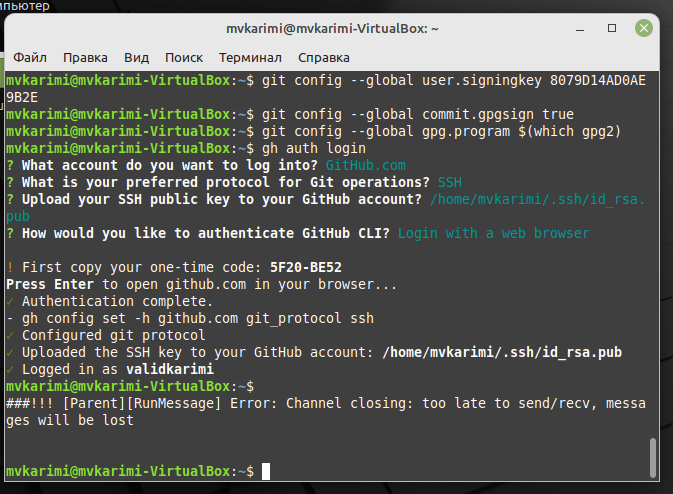 мпьютер
mvkarimi@mvkarimi-VirtualBox: ~
Файл Правка Вид Поиск Терминал Справка
mvkarimi@mvkarimi-VirtualBox:~$ git config --global user.signingkey 8079D14AD0AE
9B2E
mvkarimi@mvkarimi-VirtualBox:~$ git config --global commit.gpgsign true
mvkarimi@mvkarimi-VirtualBox:~$ git config --global gpg.program $(which gpg2)
mvkarimi@mvkarimi-VirtualBox:~$ gh auth login
? What account do you want to log into? GitHub.com
? What is your preferred protocol for Git operations? SSH
? Upload your SSH public key to your GitHub account? /home/mvkarimi/.ssh/id_rsa.
pub
? How would you like to authenticate GitHub CLI? Login with a web browser
! First copy your one-time code: 5F20-BE52
Press Enter to open github.com in your browser...
✓ Authentication complete.
- gh config set -h github.com git_protocol ssh
✓ Configured git protocol
✓ Uploaded the SSH key to your GitHub account: /home/mvkarimi/.ssh/id_rsa.pub
✓ Logged in as validkarimi
mvkarimi@mvkarimi-VirtualBox:~$
###!!! [Parent][RunMessage] Error: Channel closing: too late to send/recv, messa
ges will be lost
mvkarimi@mvkarimi-VirtualBox:~$